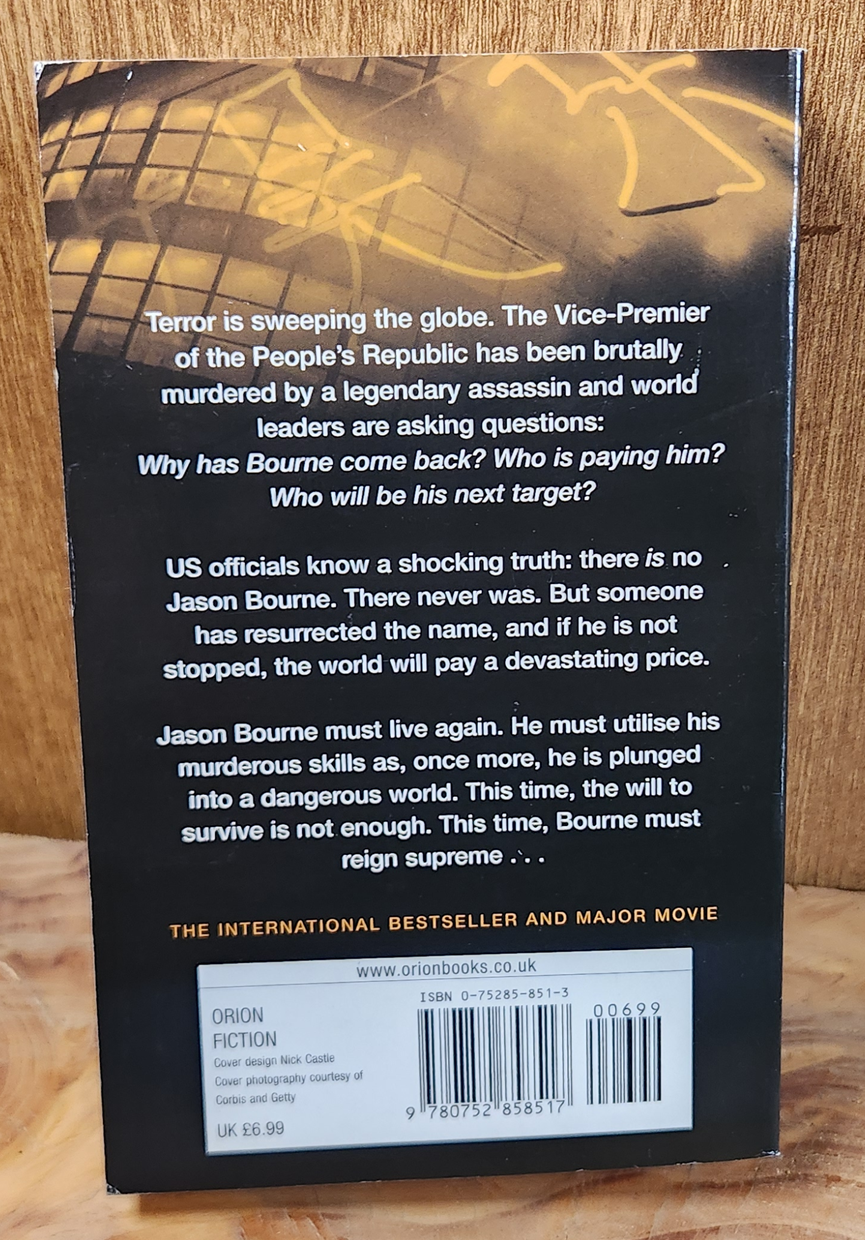 Terror is sweeping the globe. The Vice-Premier
of the People's Republic has been brutally
murdered by a legendary assassin and world
leaders are asking questions:
Why has Bourne come back? Who is paying him?
Who will be his next target?
US officials know a shocking truth: there is no
Jason Bourne. There never was. But someone
has resurrected the name, and if he is not
stopped, the world will pay a devastating price.
Jason Bourne must live again. He must utilise his
murderous skills as, once more, he is plunged
into a dangerous world. This time, the will to
survive is not enough. This time, Bourne must
reign supreme . . .
THE INTERNATIONAL BESTSELLER AND MAJOR MOVIE
www.orionbooks.co.uk
ORION
FICTION
Cover design Nick Castle
Cover photography courtesy of
Corbis and Getty
UK £6.99
ISBN 0-75285-851-3
00699
9 780752 858517